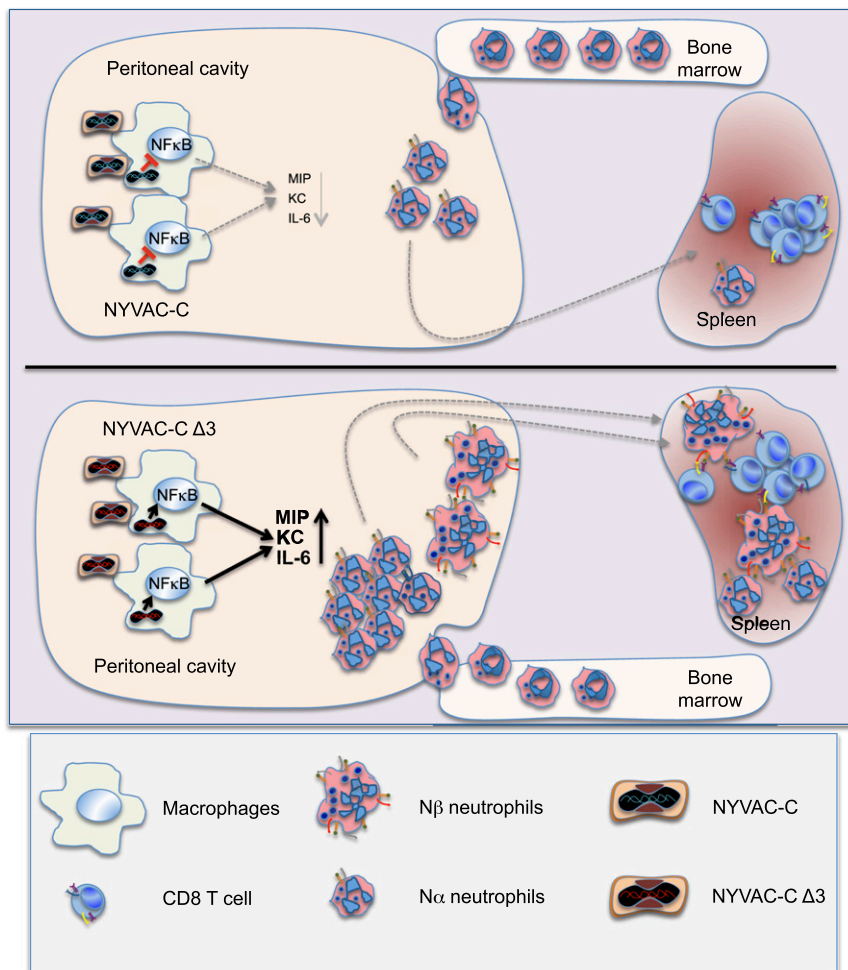 Peritoneal cavity
Bone
marrow
NFκB
MIP
KC
IL-6
NFκB
NYVAC-C
Spleen
NYVAC-C Δ3
NFκB
MIP
KC
IL-6
NFκB
Peritoneal cavity
Spleen
Bone
marrow
Macrophages
Nβ neutrophils
NYVAC-C
CD8 T cell
Nα neutrophils
NYVAC-C Δ3